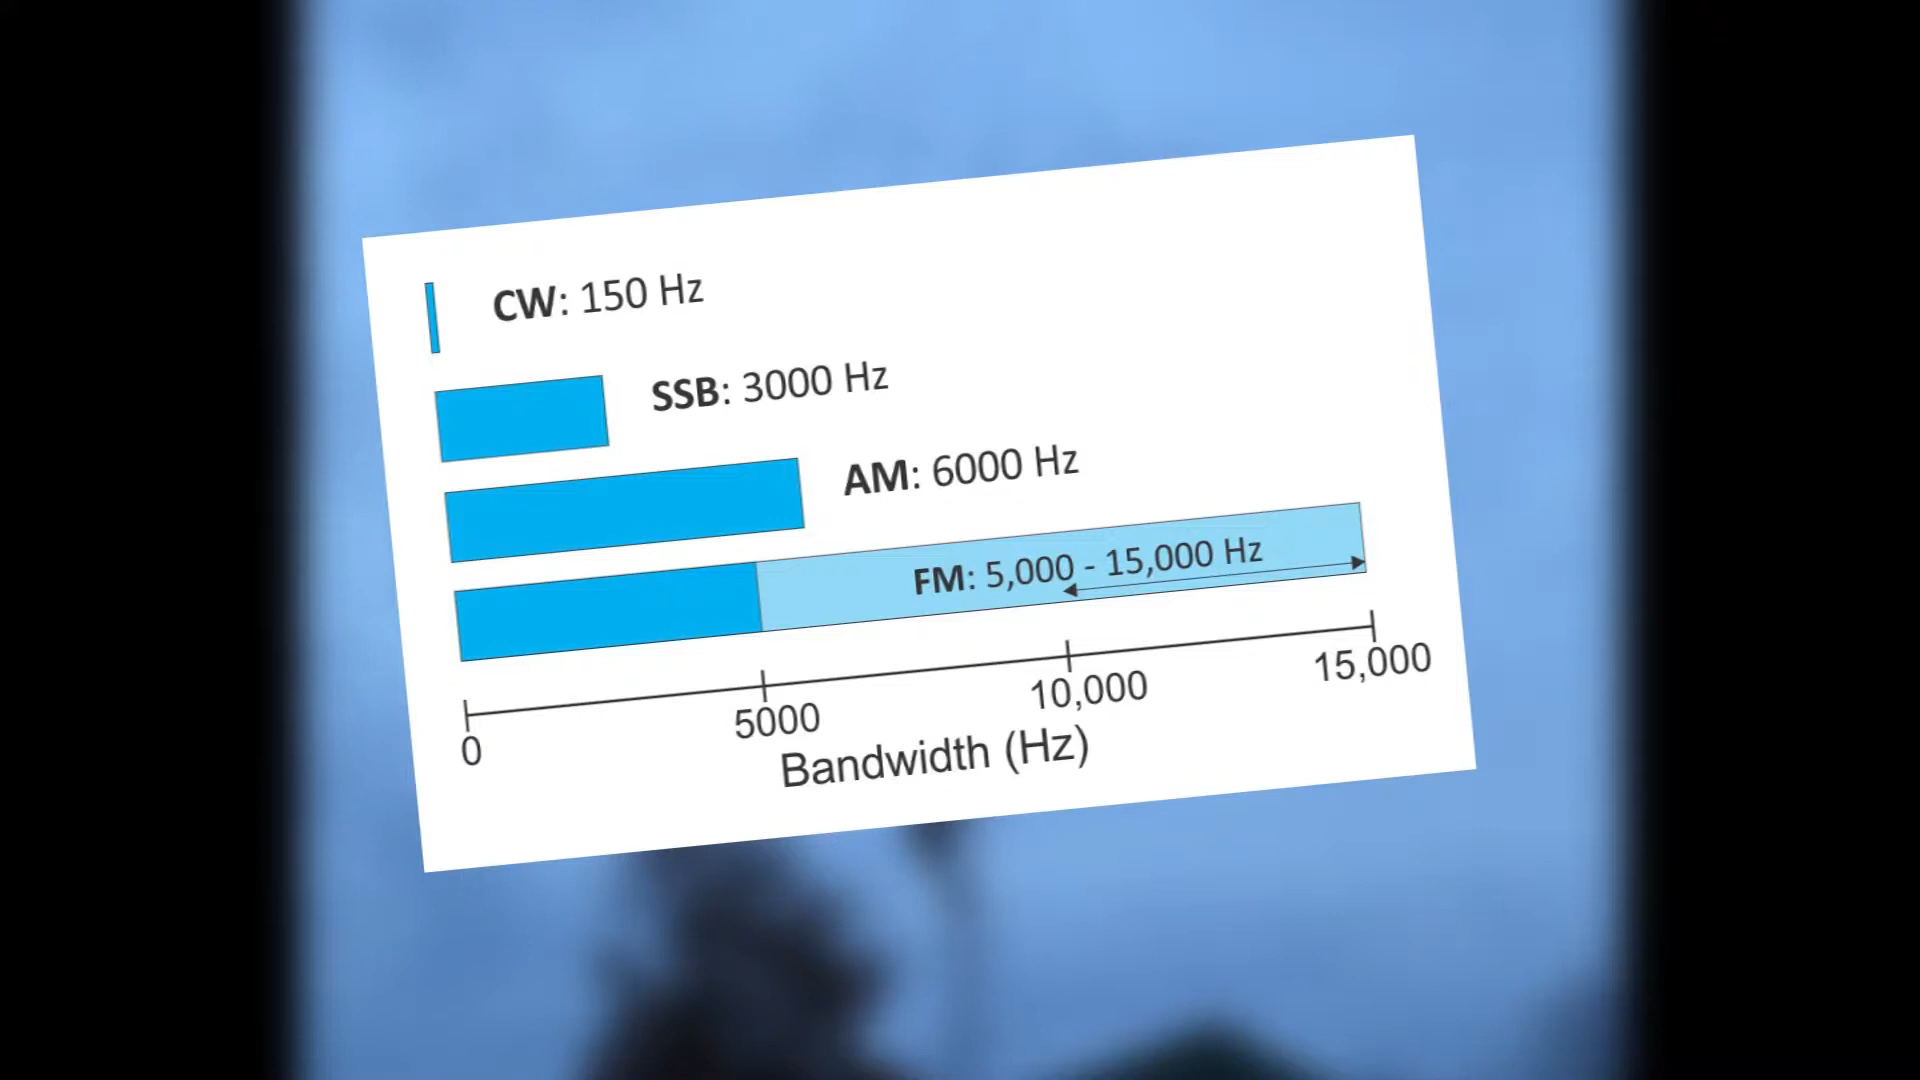 CW: 150 Hz
SSB: 3000 Hz
AM: 6000 Hz
FM: 5,000 - 15,000 Hz
0 5000 10,000 15,000
Bandwidth (Hz)